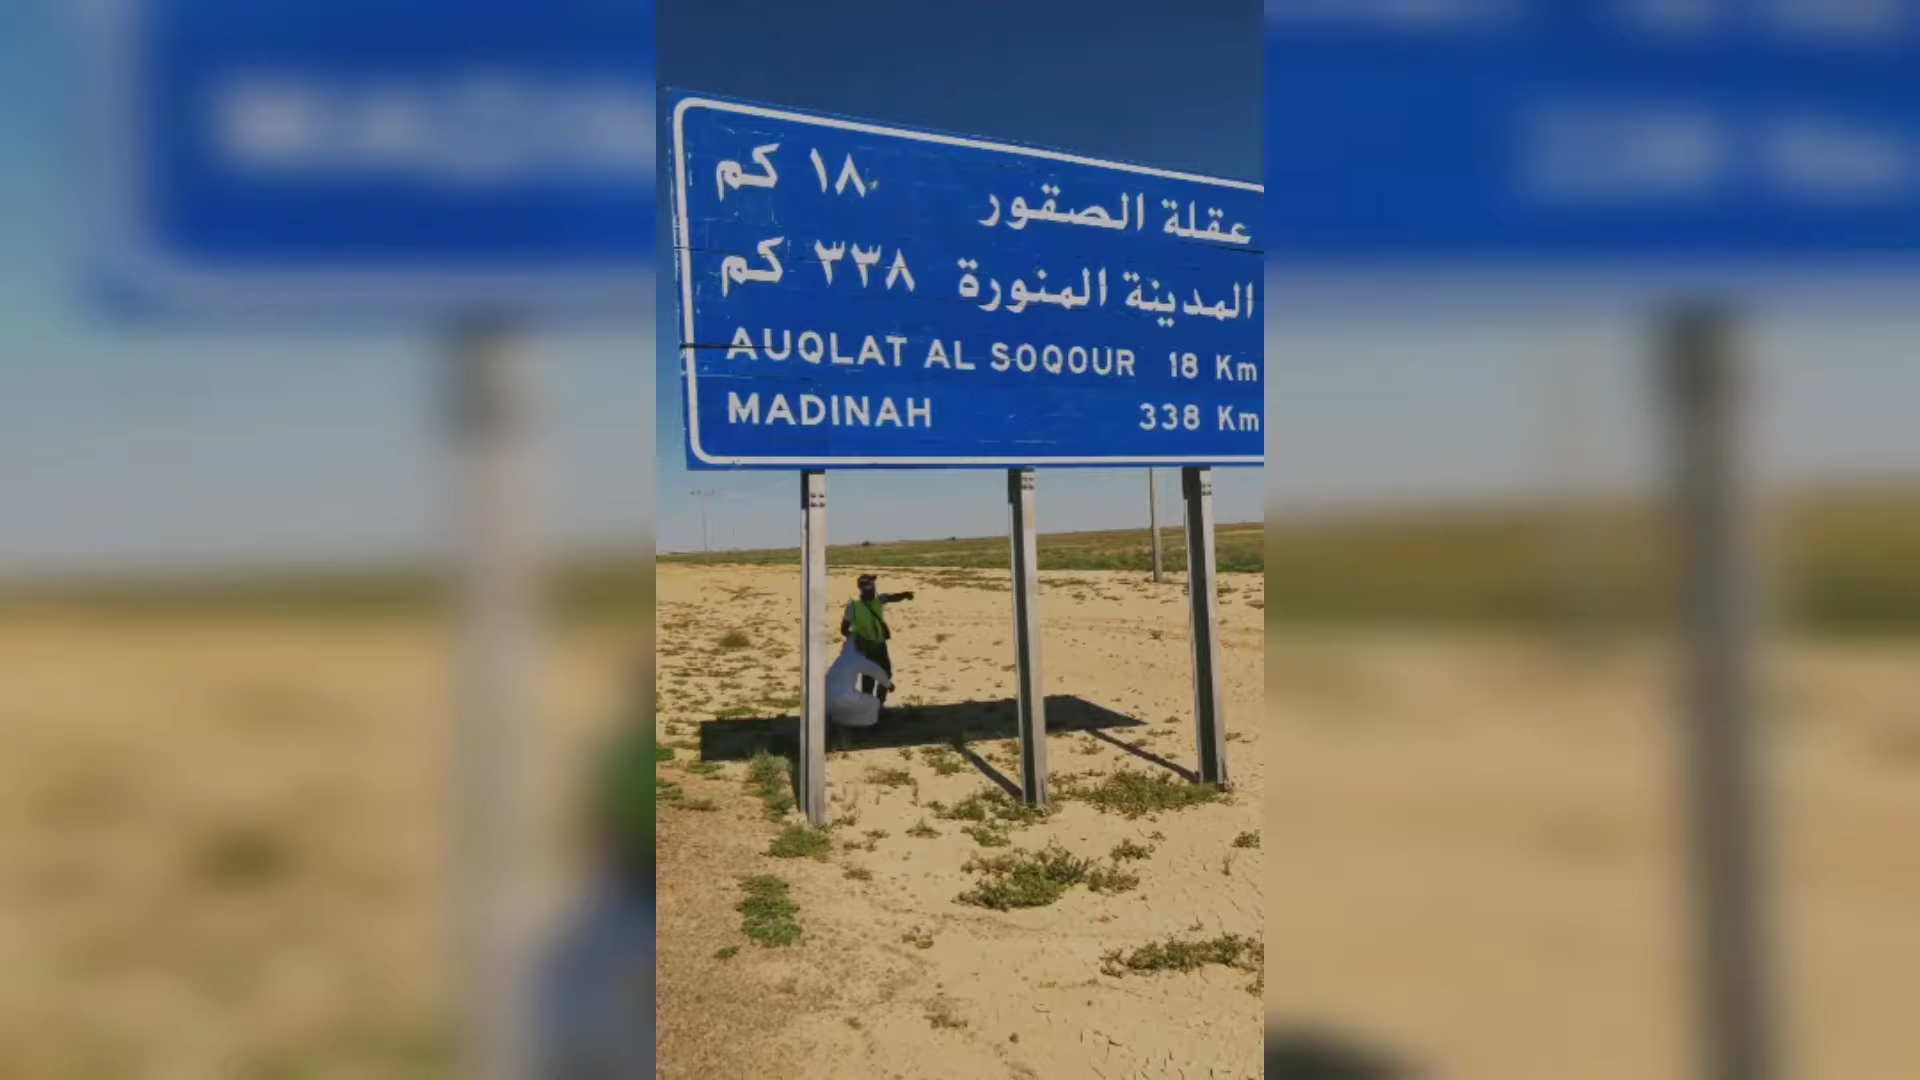 عقلة الصقور ١٨ كم
المدينة المنورة ٣٣٨ كم
AUQLAT AL SOQOUR 18 Km
MADINAH 338 Km